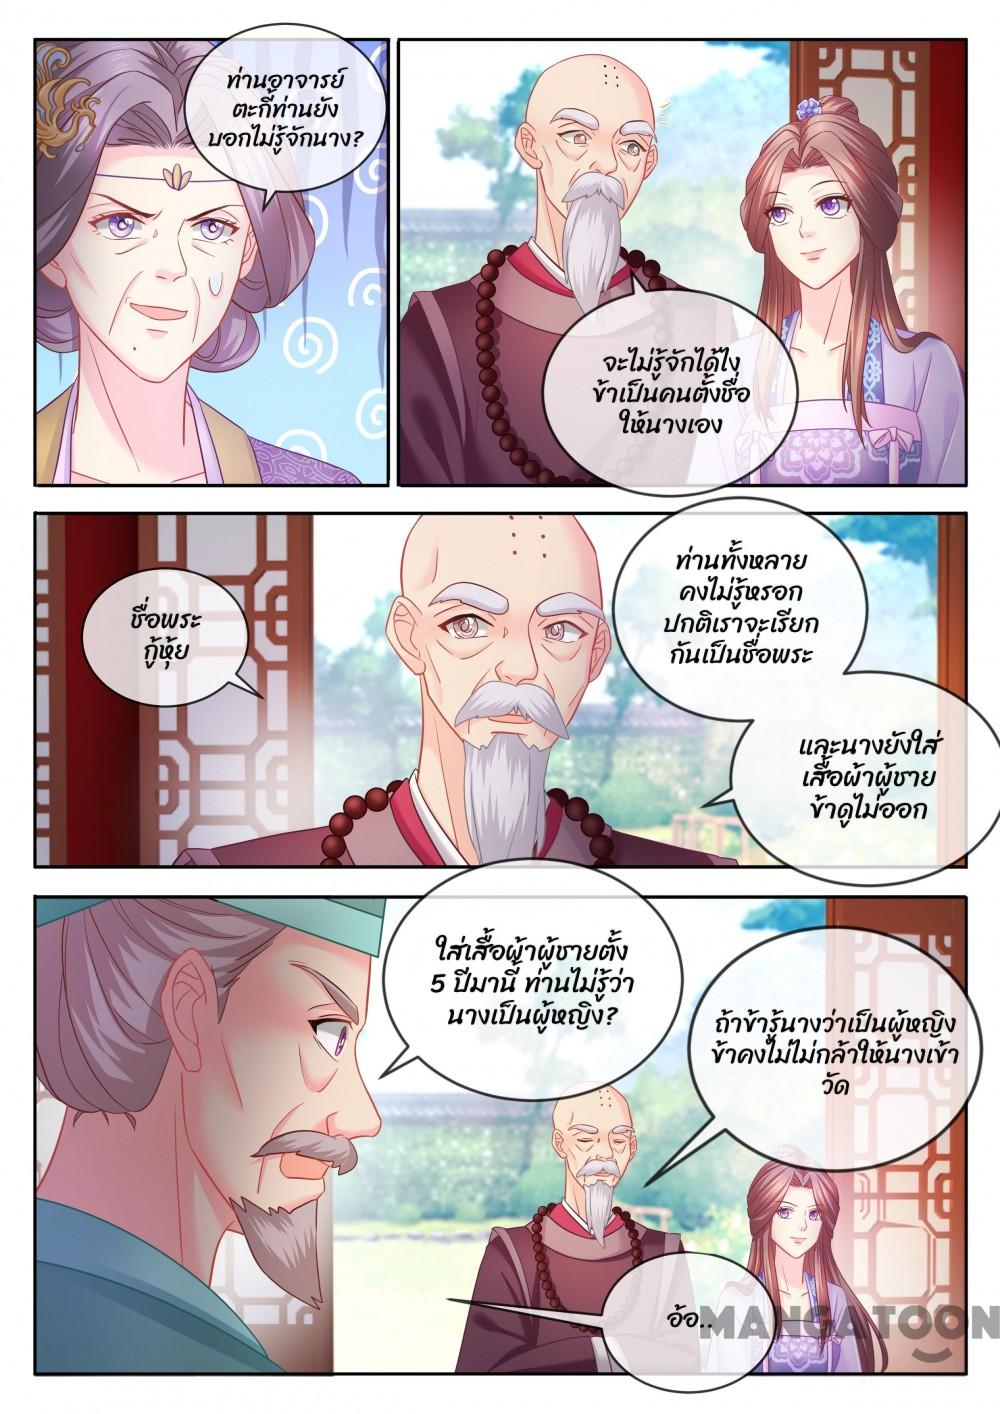 ท่านอาจารย์
ตะกี้ท่านยัง
บอกไม่รู้จักนาง?
จะไม่รู้จักได้ไง
ข้าเป็นคนตั้งชื่อ
ให้นางเอง
ชื่อพระ
กู้หุ้ย
ท่านทั้งหลาย
คงไม่รู้หรอก
ปกติเราจะเรียก
กันเป็นชื่อพระ
และนางยังใส่
เสื้อผ้าผู้ชาย
ข้าดูไม่ออก
ใส่เสื้อผ้าผู้ชายตั้ง
5 ปีมานี้ ท่านไม่รู้ว่า
นางเป็นผู้หญิง?
ถ้าข้ารู้นางว่าเป็นผู้หญิง
ข้าคงไม่ไม่กล้าให้นางเข้า
วัด
อ้อ..
MANGATOON